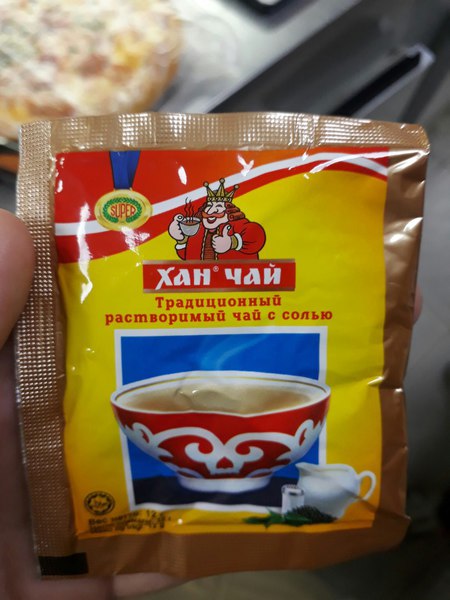 SUPER
ХАН® ЧАЙ
Традиционный
растворимый чай с солью